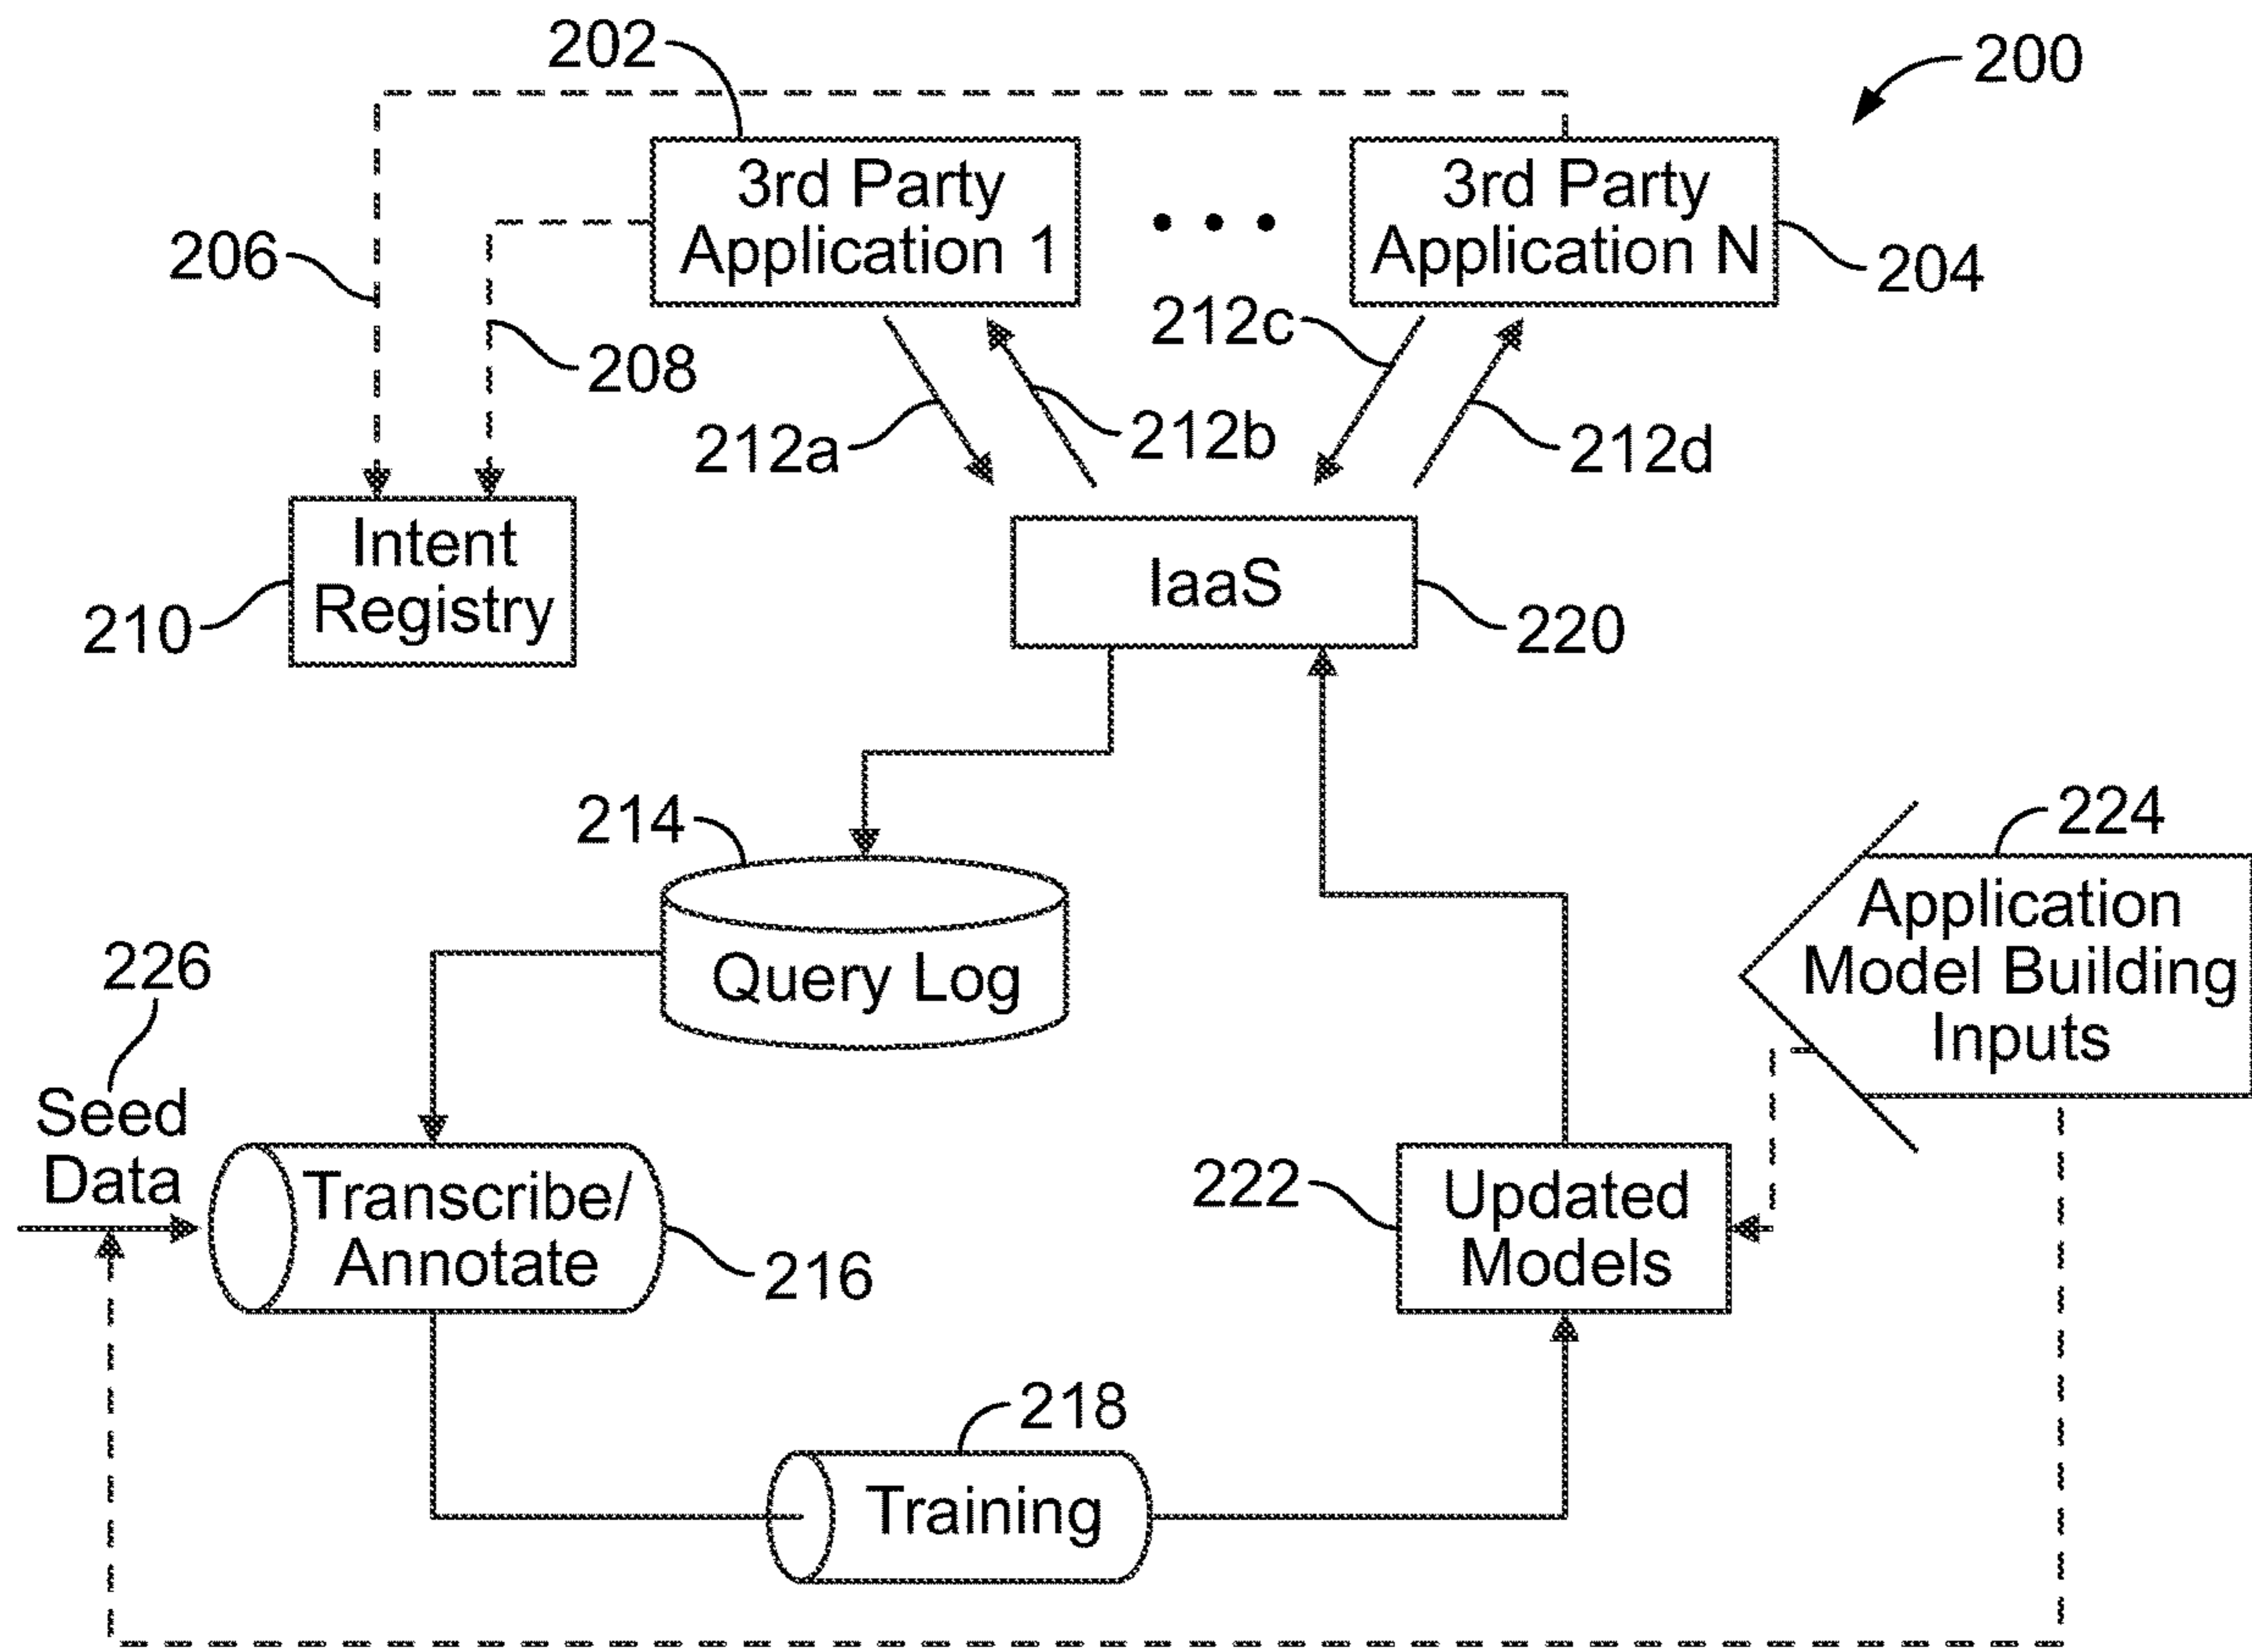 202
200
3rd Party
Application 1
3rd Party
Application N
206
204
208
212c
212a
212b
212d
Intent
Registry
210
IaaS
220
214
224
Application
Model Building
Inputs
Query Log
226
Seed
Data
Transcribe/
Annotate
216
222
Updated
Models
218
Training